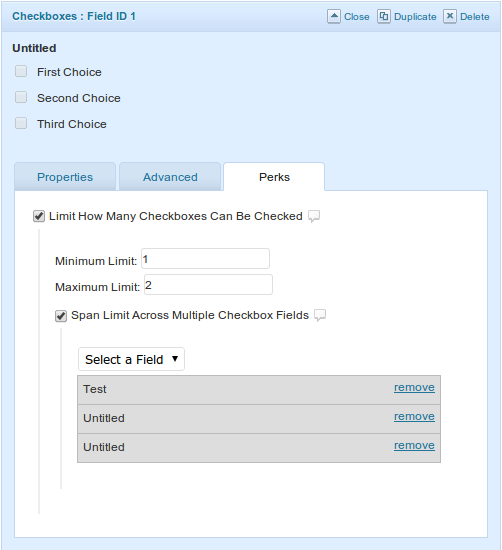 Checkboxes : Field ID 1 Close Duplicate Delete
Untitled
First Choice
Second Choice
Third Choice
Properties Advanced Perks
Limit How Many Checkboxes Can Be Checked
Minimum Limit: 1
Maximum Limit: 2
Span Limit Across Multiple Checkbox Fields
Select a Field
Test remove
Untitled remove
Untitled remove